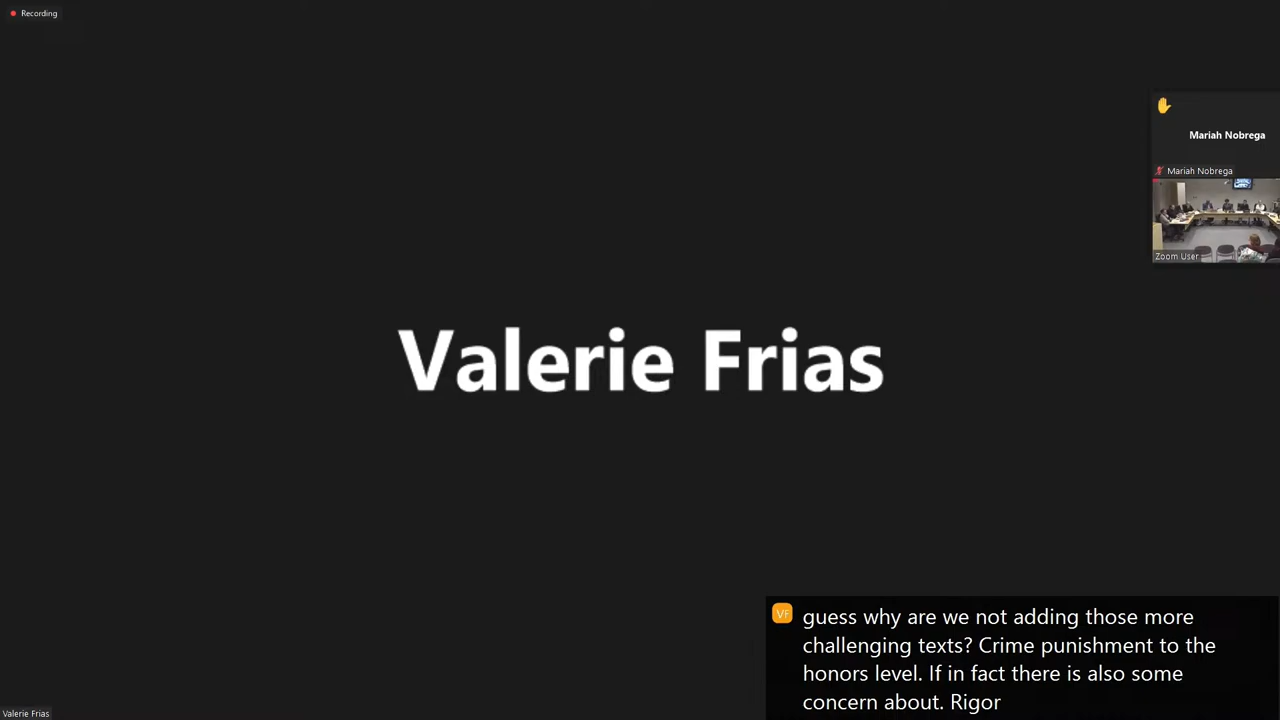 Recording
Mariah Nobrega
Mariah Nobrega
Zoom User
Valerie Frias
VF
guess why are we not adding those more
challenging texts? Crime punishment to the
honors level. If in fact there is also some
concern about. Rigor
Valerie Frias